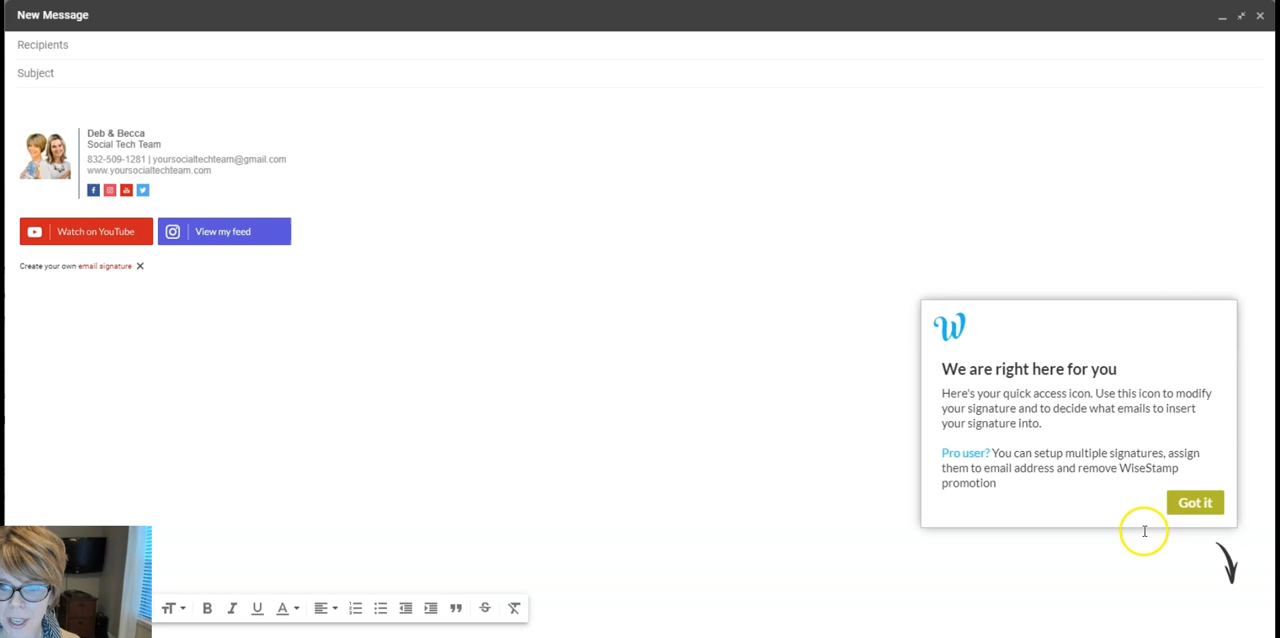 New Message
Recipients
Subject
Deb & Becca
Social Tech Team
832-509-1281 | yoursocialtechteam@gmail.com
www.yoursocialtechteam.com
Watch on YouTube
View my feed
Create your own email signature
W
We are right here for you
Here's your quick access icon. Use this icon to modify
your signature and to decide what emails to insert
your signature into.
Pro user? You can setup multiple signatures, assign
them to email address and remove WiseStamp
promotion
Got it